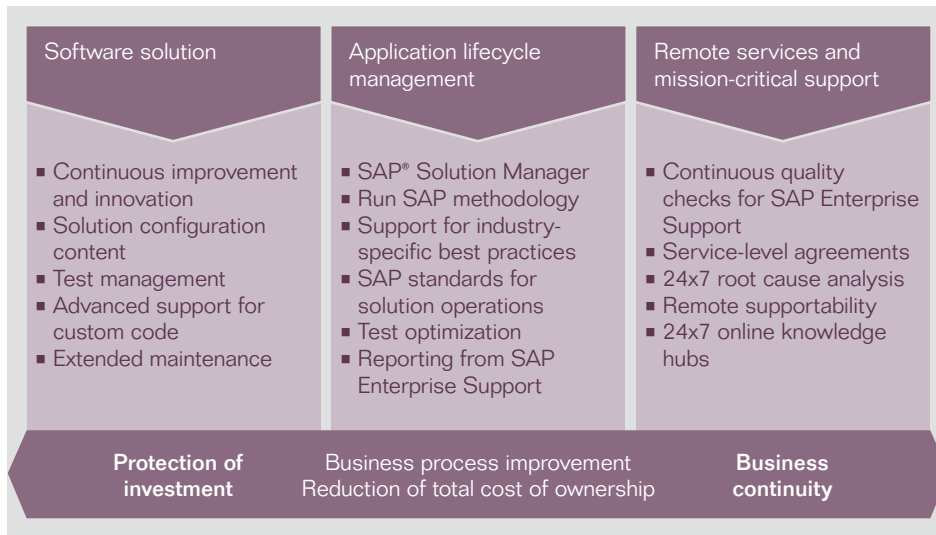 Software solution
■ Continuous improvement
and innovation
■ Solution configuration
content
■ Test management
■ Advanced support for
custom code
■ Extended maintenance
Application lifecycle
management
■ SAP® Solution Manager
■ Run SAP methodology
■ Support for industry-
specific best practices
■ SAP standards for
solution operations
■ Test optimization
■ Reporting from SAP
Enterprise Support
Remote services and
mission-critical support
■ Continuous quality
checks for SAP Enterprise
Support
■ Service-level agreements
■ 24x7 root cause analysis
■ Remote supportability
■ 24x7 online knowledge
hubs
Protection of
investment
Business process improvement
Reduction of total cost of ownership
Business
continuity